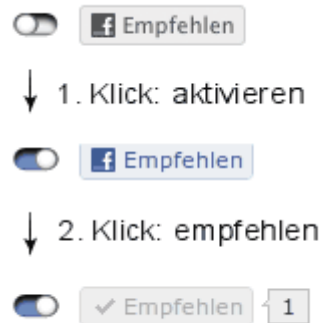 Empfehlen
1. Klick: aktivieren
Empfehlen
2. Klick: empfehlen
Empfehlen 1